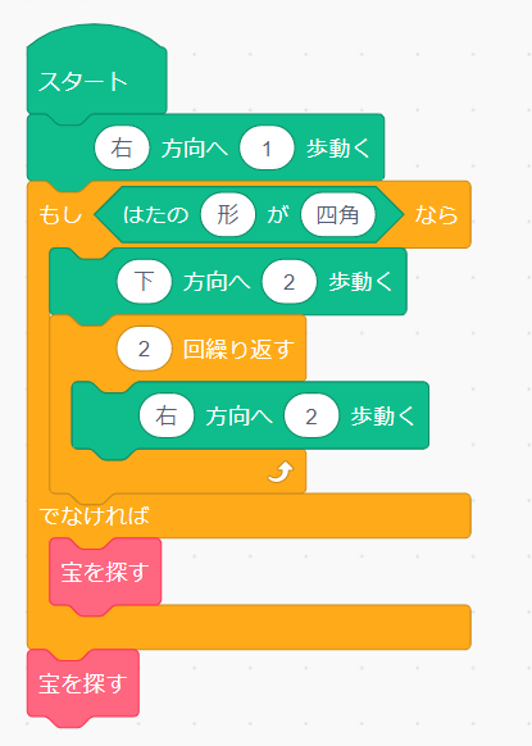 スタート
右 方向へ 1 歩動く
もし はたの 形 が 四角 なら
下 方向へ 2 歩動く
2 回繰り返す
右 方向へ 2 歩動く
でなければ
宝を探す
宝を探す